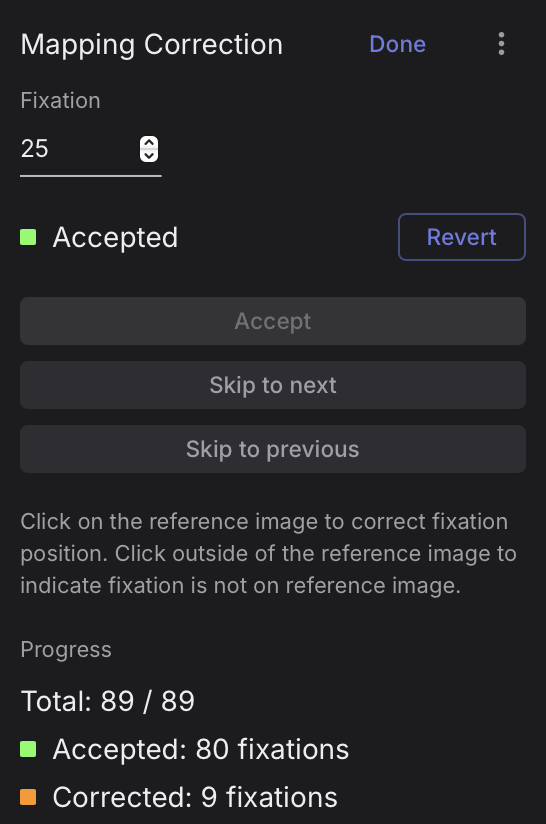 Mapping Correction Done
Fixation
25
Accepted Revert
Accept
Skip to next
Skip to previous
Click on the reference image to correct fixation
position. Click outside of the reference image to
indicate fixation is not on reference image.
Progress
Total: 89 / 89
Accepted: 80 fixations
Corrected: 9 fixations